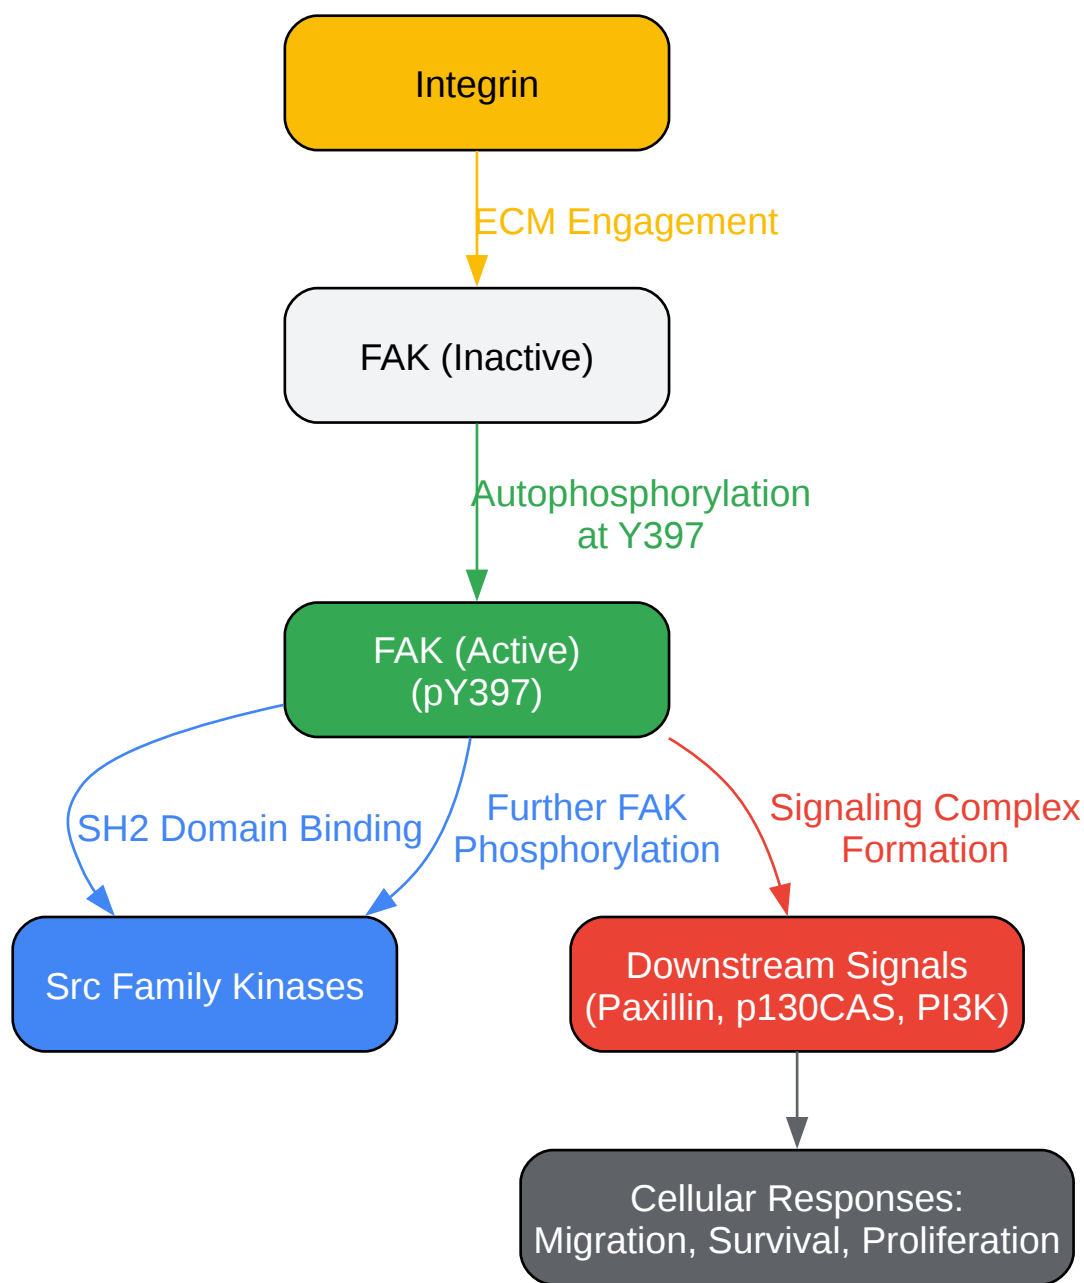 Integrin
ECM Engagement
FAK (Inactive)
Autophosphorylation
at Y397
FAK (Active)
(pY397)
SH2 Domain Binding
Further FAK
Phosphorylation
Signaling Complex
Formation
Src Family Kinases
Downstream Signals
(Paxillin, p130CAS, PI3K)
Cellular Responses:
Migration, Survival, Proliferation